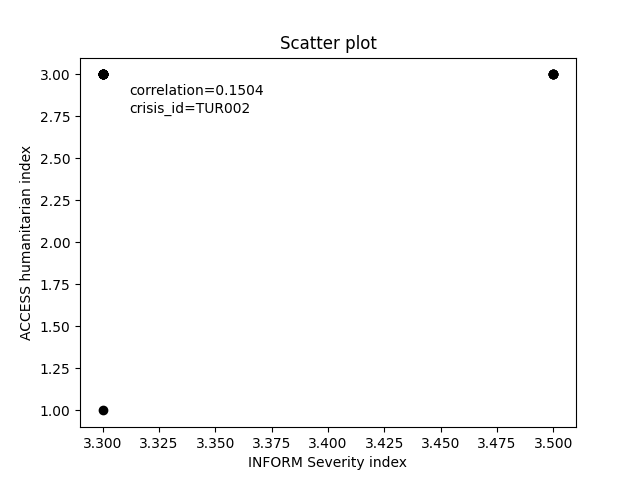 Scatter plot
3.00
2.75
2.50
2.25
2.00
1.75
1.50
1.25
1.00
ACCESS humanitarian index
correlation=0.1504
crisis_id=TUR002
3.300 3.325 3.350 3.375 3.400 3.425 3.450 3.475 3.500
INFORM Severity index